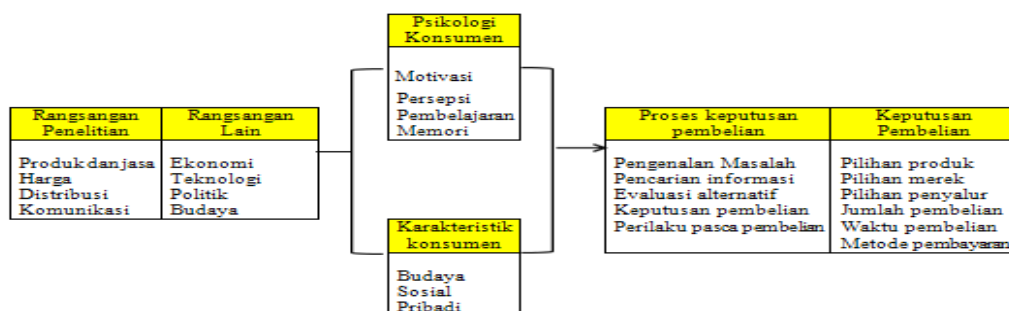 Rangsangan
Penelitian
Produk dan jasa
Harga
Distribusi
Komunikasi
Rangsangan
Lain
Ekonomi
Teknologi
Politik
Budaya
Psikologi
Konsumen
Motivasi
Persepsi
Pembelajaran
Memori
Karakteristik
konsumen
Budaya
Sosial
Pribadi
Proses keputusan
pembelian
Pengenalan Masalah
Pencarian informasi
Evaluasi alternatif
Keputusan pembelian
Perilaku pasca pembelian
Keputusan
Pembelian
Pilihan produk
Pilihan merek
Pilihan penyalur
Jumlah pembelian
Waktu pembelian
Metode pembayaran